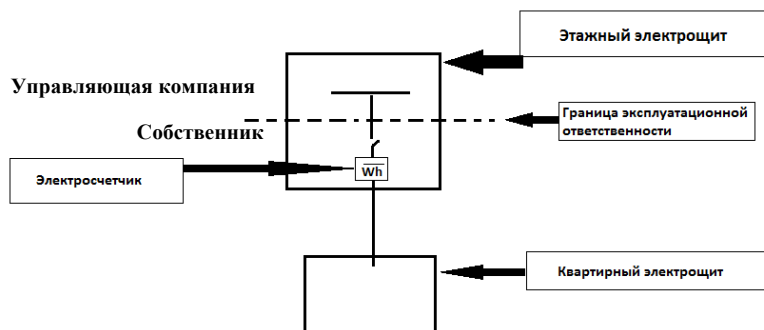 Этажный электрощит
Управляющая компания
Граница эксплуатационной
ответственности
Собственник
Электросчетчик
Wh
Квартирный электрощит